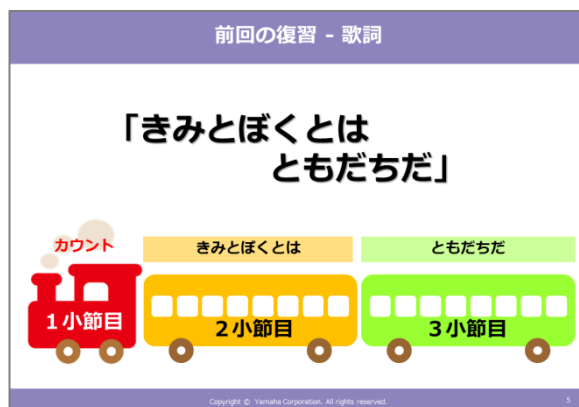 前回の復習 - 歌詞
「きみとぼくとは
ともだちだ」
カウント
きみとぼくとは
ともだちだ
1小節目
2小節目
3小節目
Copyright © Yamaha Corporation. All rights reserved.
5